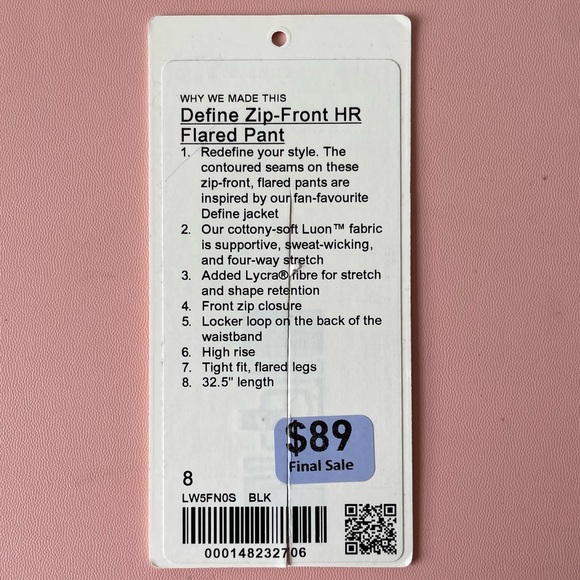 WHY WE MADE THIS
Define Zip-Front HR
Flared Pant
1. Redefine your style. The
contoured seams on these
zip-front, flared pants are
inspired by our fan-favourite
Define jacket
2. Our cottony-soft Luon™ fabric
is supportive, sweat-wicking,
and four-way stretch
3. Added Lycra® fibre for stretch
and shape retention
4. Front zip closure
5. Locker loop on the back of the
waistband
6. High rise
7. Tight fit, flared legs
8. 32.5" length
$89
Final Sale
8
LW5FN0S BLK
000148232706